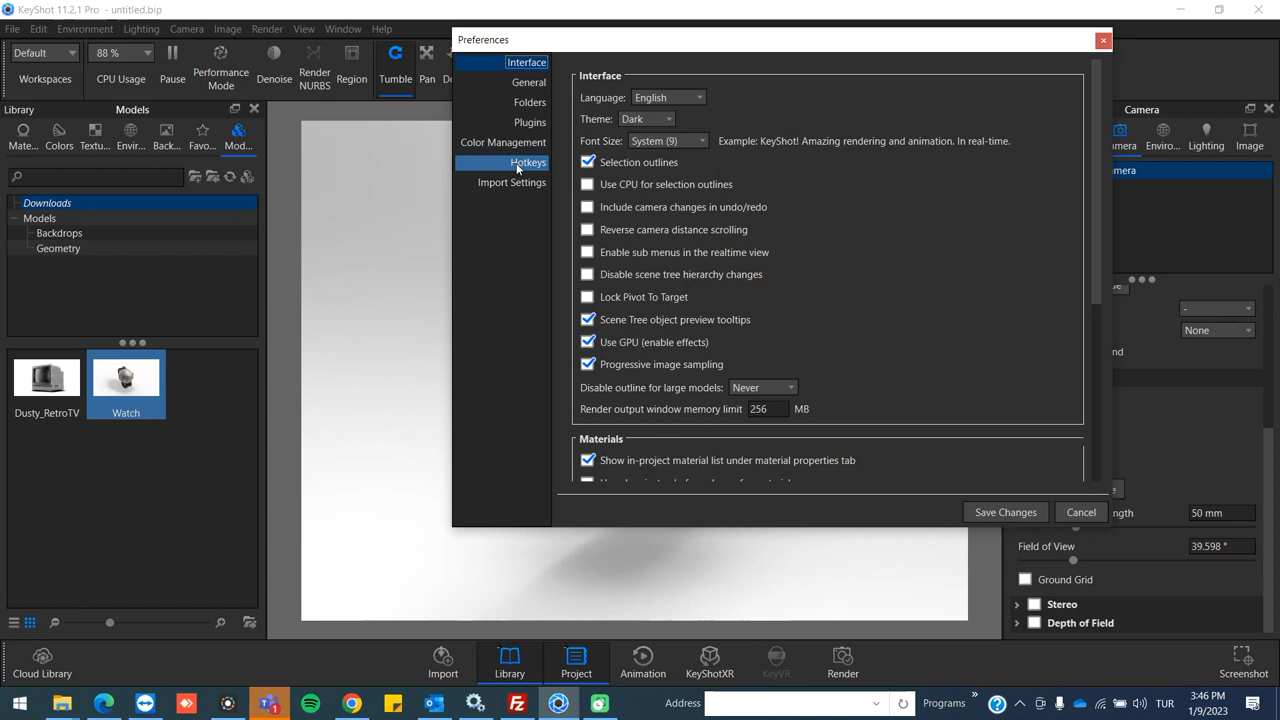 KeyShot 11.2.1 Pro - untitled.bip
File Edit Environment Lighting Camera Image Render View Window Help
Default
88 %
Workspaces
CPU Usage
Pause
Performance Mode
Denoise
Render NURBS
Region
Tumble
Pan
Library
Models
Mate...
Colors
Textu...
Envi...
Back...
Favo...
Mod...
Downloads
Models
Backdrops
Geometry
Dusty_RetroTV
Watch
Preferences
Interface
General
Folders
Plugins
Color Management
Hotkeys
Import Settings
Interface
Language: English
Theme: Dark
Font Size: System (9) Example: KeyShot! Amazing rendering and animation. In real-time.
Selection outlines
Use CPU for selection outlines
Include camera changes in undo/redo
Reverse camera distance scrolling
Enable sub menus in the realtime view
Disable scene tree hierarchy changes
Lock Pivot To Target
Scene Tree object preview tooltips
Use GPU (enable effects)
Progressive image sampling
Disable outline for large models: Never
Render output window memory limit 256 MB
Materials
Show in-project material list under material properties tab
Save Changes
Cancel
Camera
amera
Enviro...
Lighting
Image
amera
-
None
nd
ngth 50 mm
Field of View 39.598 °
Ground Grid
Stereo
Depth of Field
Cloud Library
Import
Library
Project
Animation
KeyShotXR
KeyVR
Render
Screenshot
Address
Programs
TUR
3:46 PM
1/9/2023